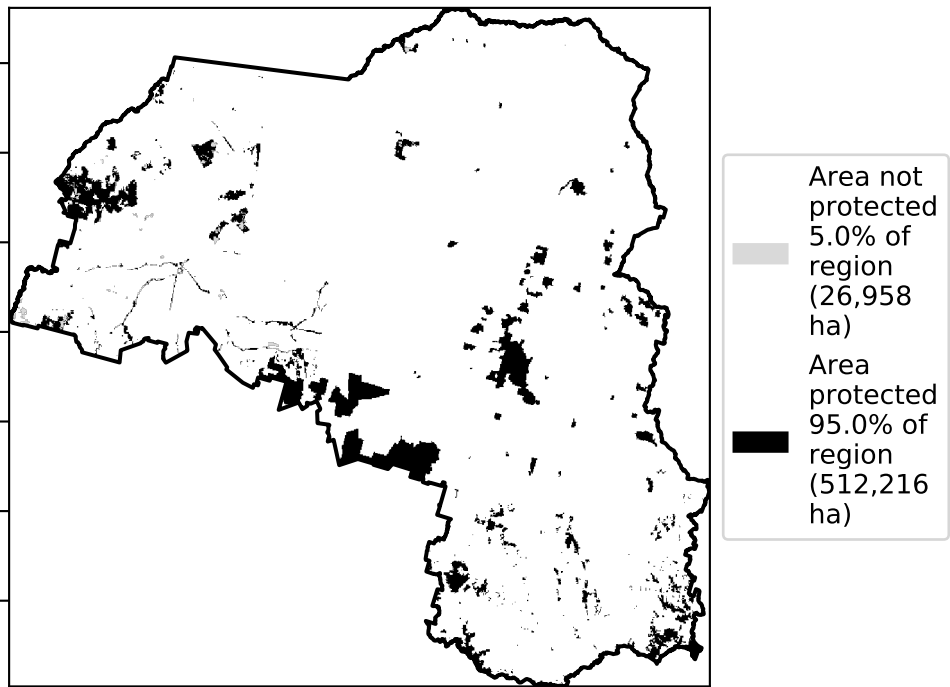 Area not
protected
5.0% of
region
(26,958
ha)
Area
protected
95.0% of
region
(512,216
ha)